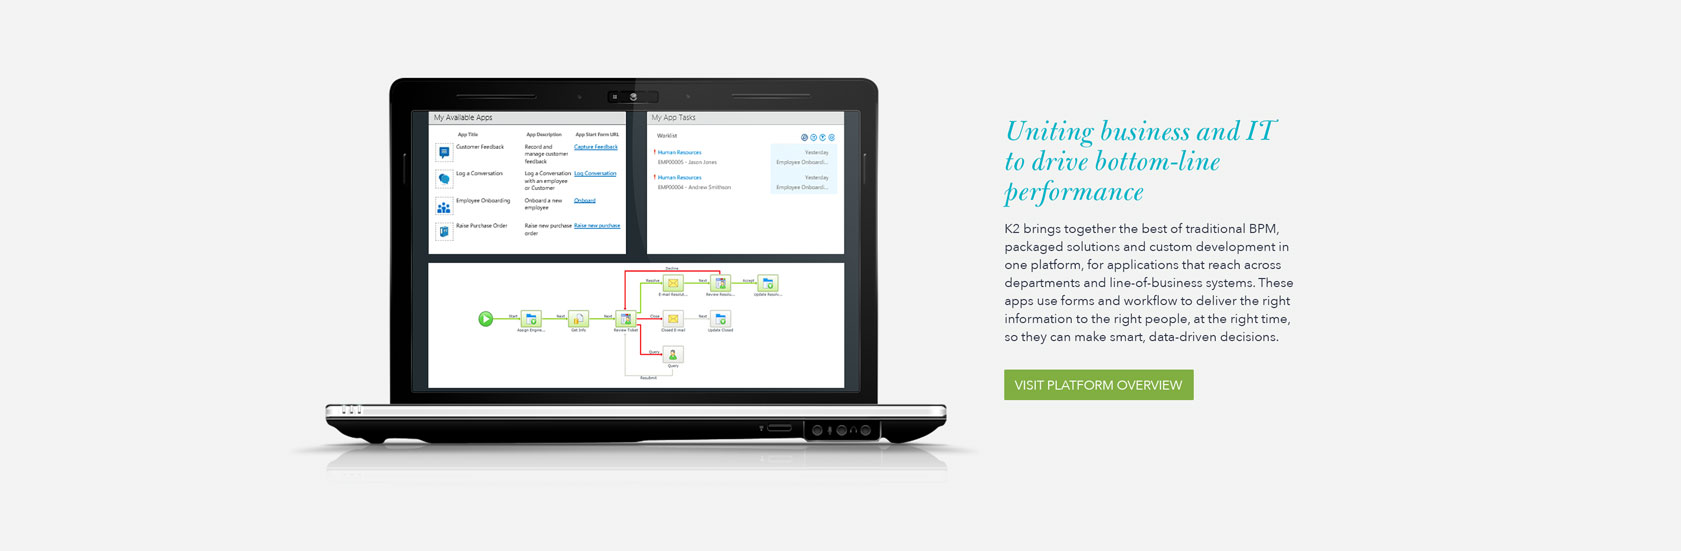 My Available Apps
App Title App Description App Start Form URL
Customer Feedback Record and manage customer feedback Capture Feedback
Log a Conversation Log a Conversation with an employee or Customer Log Conversation
Employee Onboarding Onboard a new employee Onboard
Raise Purchase Order Raise new purchase order Raise new purchase
My App Tasks
Worklist
Human Resources Yesterday
EMP00005 - Jason Jones Employee Onboardi...
Human Resources Yesterday
EMP00004 - Andrew Smithson Employee Onboardi...
Decline
Resolve Next Accept
E-mail Resolut... Review Resolu... Update Resolu...
Start Next Next Close Next
Assign Engine... Get Info Review Ticket Closed E-mail Update Closed
Query
Query
Resubmit
Uniting business and IT
to drive bottom-line
performance
K2 brings together the best of traditional BPM,
packaged solutions and custom development in
one platform, for applications that reach across
departments and line-of-business systems. These
apps use forms and workflow to deliver the right
information to the right people, at the right time,
so they can make smart, data-driven decisions.
VISIT PLATFORM OVERVIEW